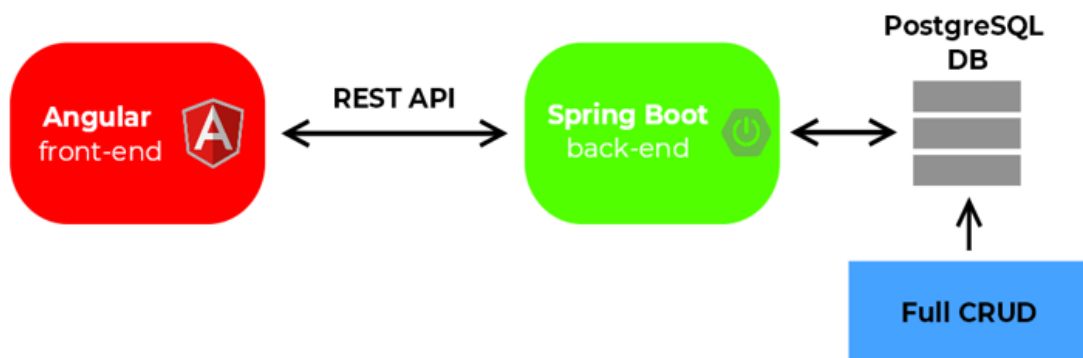 PostgreSQL
DB
Angular
front-end
A
REST API
Spring Boot
back-end
Full CRUD